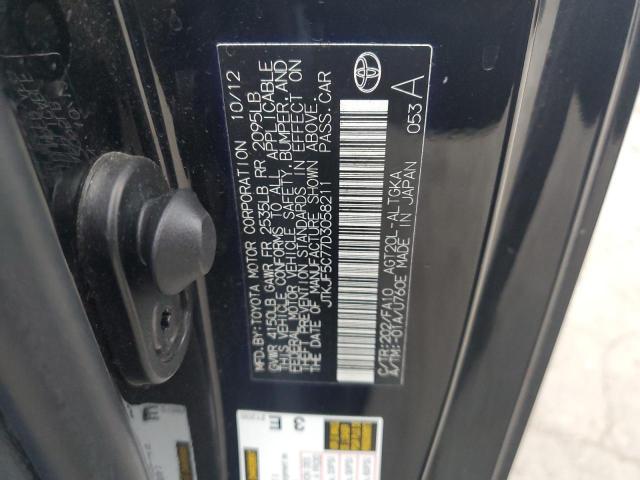 MFD. BY: TOYOTA MOTOR CORPORATION 10/12
GVWR 4150LB GAWR FR 2535LB RR 2095LB
THIS VEHICLE CONFORMS TO ALL APPLICABLE
FEDERAL MOTOR VEHICLE SAFETY, BUMPER, AND
THEFT PREVENTION STANDARDS IN EFFECT ON
THE DATE OF MANUFACTURE SHOWN ABOVE.
JTKJF5C77D3058211 PASS. CAR
C/TR:202/FA10 AGT20L-ALTGKA
A/TM:-01A/U760E MADE IN JAPAN
053 A